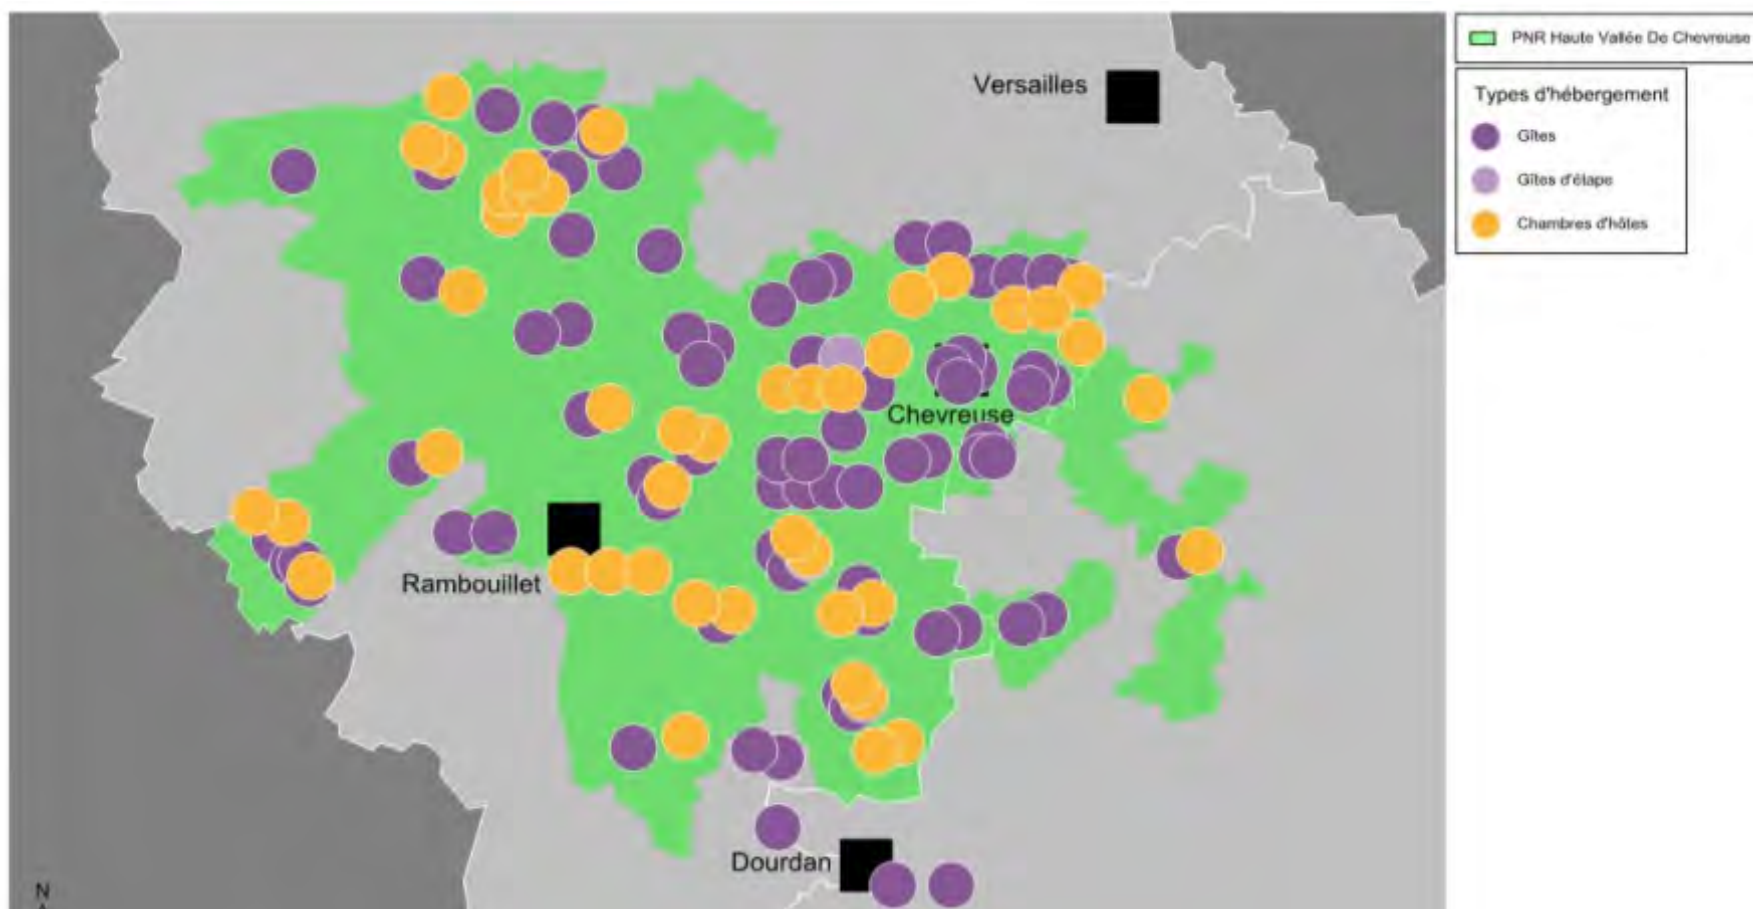 PNR Haute Vallée De Chevreuse
Versailles
Types d'hébergement
Gîtes
Gîtes d'étape
Chambres d'hôtes
Chevreuse
Rambouillet
Dourdan
N